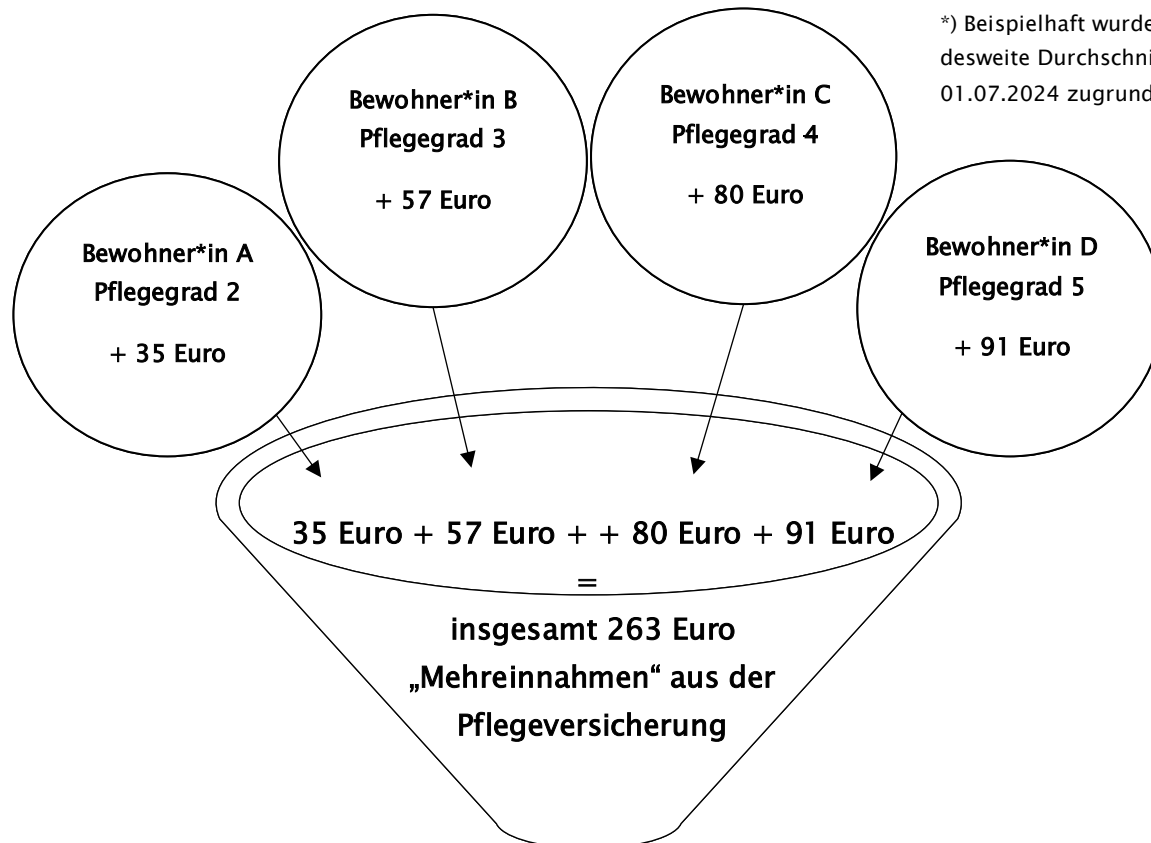 *) Beispielhaft wurde
desweite Durchschni
01.07.2024 zugrund
Bewohner*in A
Pflegegrad 2
+ 35 Euro
Bewohner*in B
Pflegegrad 3
+ 57 Euro
Bewohner*in C
Pflegegrad 4
+ 80 Euro
Bewohner*in D
Pflegegrad 5
+ 91 Euro
35 Euro + 57 Euro + + 80 Euro + 91 Euro
=
insgesamt 263 Euro
„Mehreinnahmen“ aus der
Pflegeversicherung